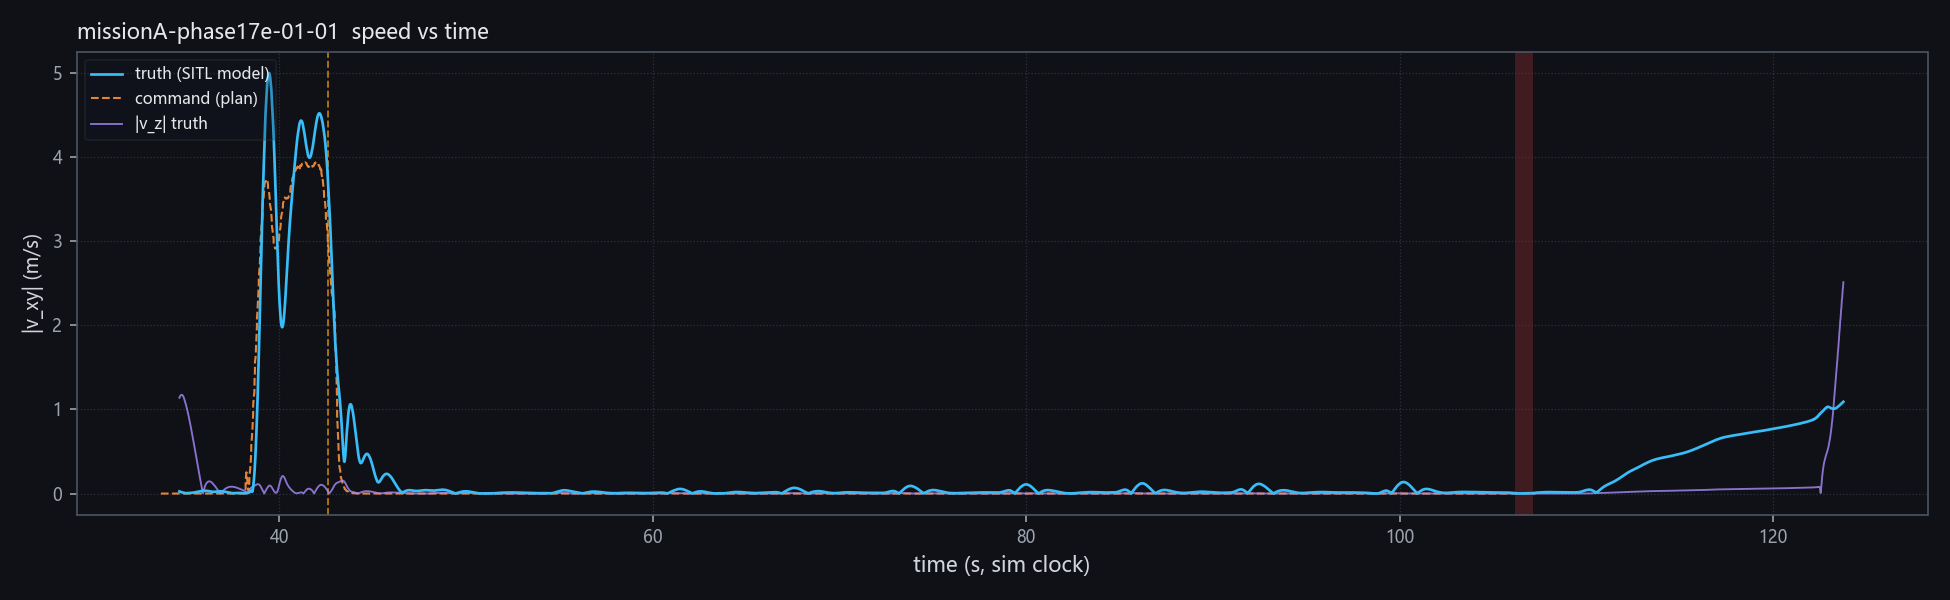 missionA-phase17e-01-01  speed vs time
truth (SITL model)
command (plan)
|v_z| truth
|v_xy| (m/s)
5
4
3
2
1
0
40 60 80 100 120
time (s, sim clock)